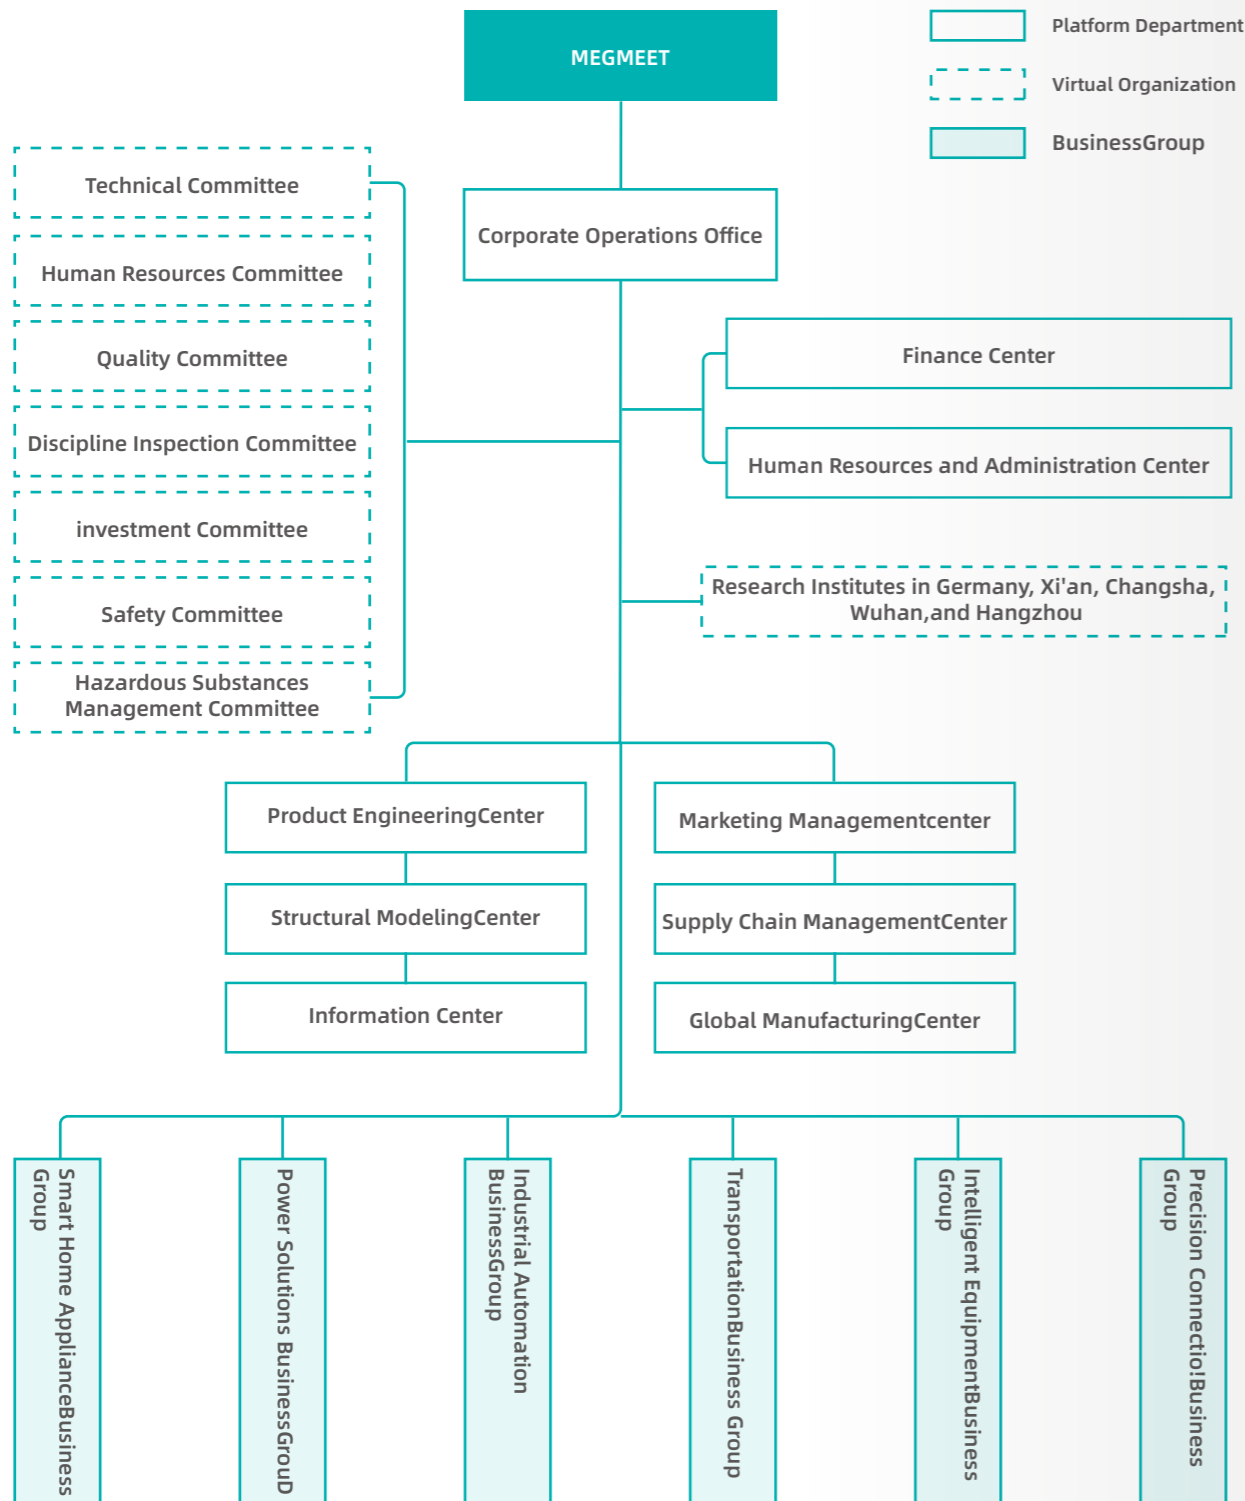 MEGMEET
Platform Department
Virtual Organization
BusinessGroup
Corporate Operations Office
Technical Committee
Human Resources Committee
Quality Committee
Discipline Inspection Committee
investment Committee
Safety Committee
Hazardous Substances
Management Committee
Finance Center
Human Resources and Administration Center
Research Institutes in Germany, Xi'an, Changsha,
Wuhan,and Hangzhou
Product EngineeringCenter
Structural ModelingCenter
Information Center
Marketing Managementcenter
Supply Chain ManagementCenter
Global ManufacturingCenter
Smart Home ApplianceBusiness
Group
Power Solutions BusinessGrouD
Industrial Automation
BusinessGroup
TransportationBusiness Group
Intelligent EquipmentBusiness
Group
Precision Connectio!Business
Group